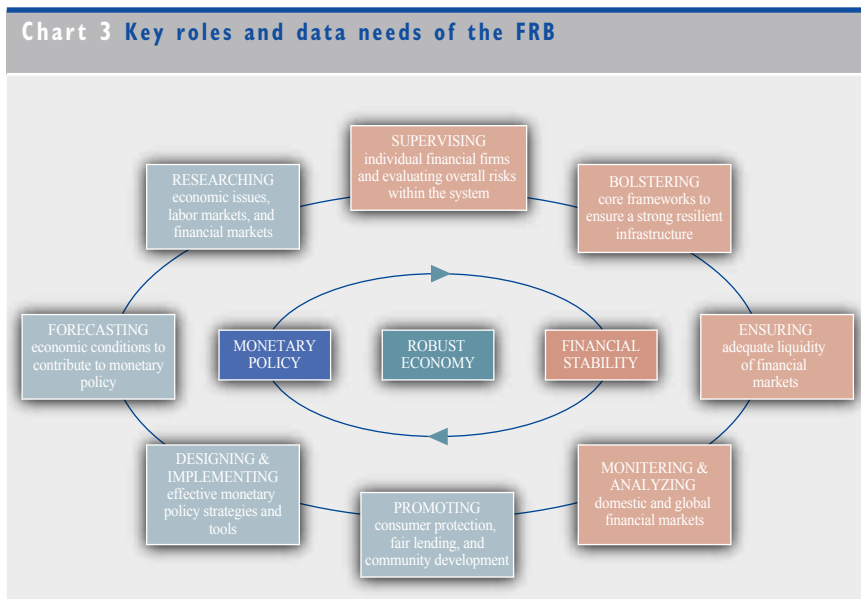 Chart 3 Key roles and data needs of the FRB
SUPERVISING
individual financial firms
and evaluating overall risks
within the system
RESEARCHING
economic issues,
labor markets, and
financial markets
BOLSTERING
core frameworks to
ensure a strong resilient
infrastructure
FORECASTING
economic conditions to
contribute to monetary
policy
MONETARY
POLICY
ROBUST
ECONOMY
FINANCIAL
STABILITY
ENSURING
adequate liquidity
of financial
markets
DESIGNING &
IMPLEMENTING
effective monetary
policy strategies and
tools
PROMOTING
consumer protection,
fair lending, and
community development
MONITERING &
ANALYZING
domestic and global
financial markets